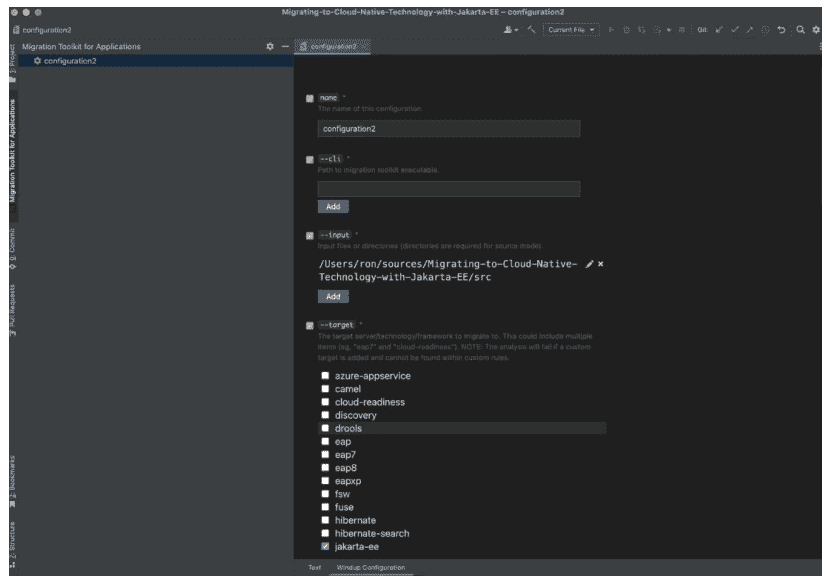 Migrating-to-Cloud-Native-Technology-with-Jakarta-EE – configuration2
configuration2
Current File
Git:
Migration Toolkit for Applications
configuration2
configuration2
Project
Migration Toolkit for Applications
Commit
Pull Requests
Bookmarks
Structure
name *
The name of this configuration.
configuration2
--cli *
Path to migration toolkit executable.
Add
--input *
Input files or directories (directories are required for source mode)
/Users/ron/sources/Migrating-to-Cloud-Native-
Technology-with-Jakarta-EE/src
Add
--target *
The target server/technology/framework to migrate to. This could include multiple
items (eg, "eap7" and "cloud-readiness"). NOTE: The analysis will fail if a custom
target is added and cannot be found within custom rules.
azure-appservice
camel
cloud-readiness
discovery
drools
eap
eap7
eap8
eapxp
fsw
fuse
hibernate
hibernate-search
jakarta-ee
Text
Windup Configuration